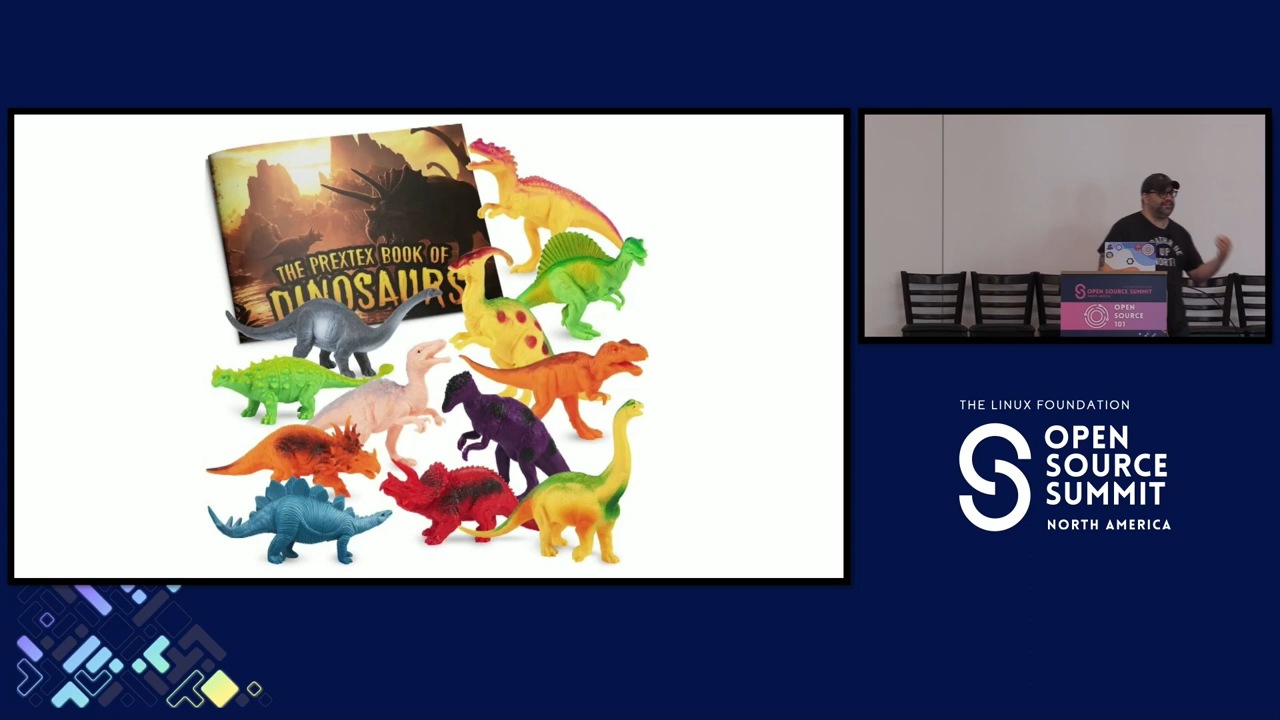 THE PREXTEX BOOK OF
DINOSAURS
UP
OPEN SOURCE SUMMIT
OPEN
SOURCE
101
THE LINUX FOUNDATION
OPEN
SOURCE
SUMMIT
NORTH AMERICA